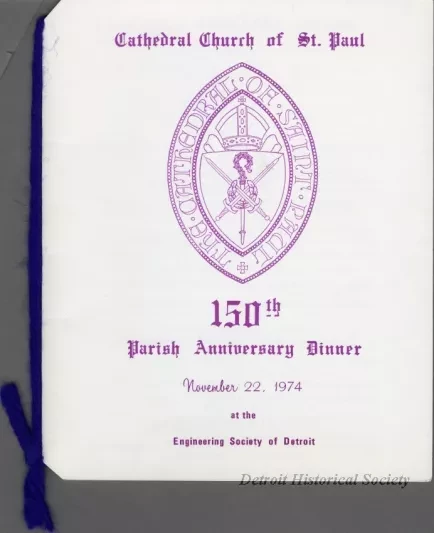 Cathedral Church of St. Paul
THE · CATHEDRAL · OF · SAINT · PAUL
150th
Parish Anniversary Dinner
November 22, 1974
at the
Engineering Society of Detroit
Detroit Historical Society